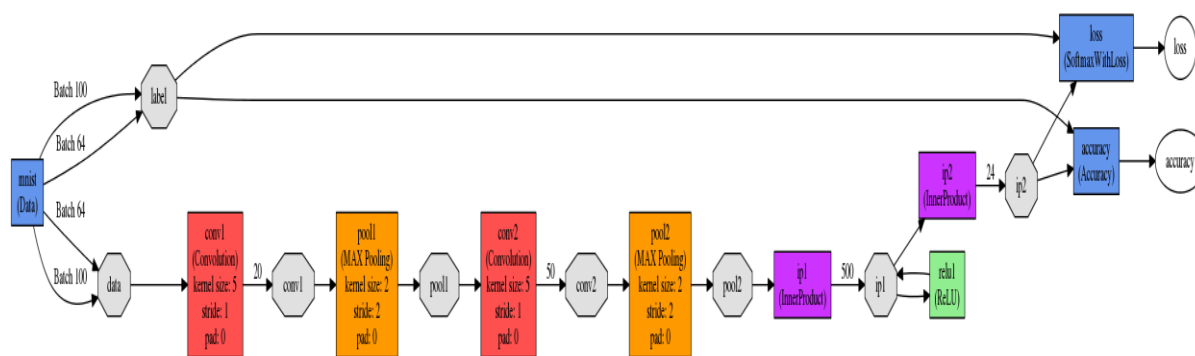 mnist
(Data)
Batch 100
Batch 64
Batch 64
Batch 100
label
data
conv1
(Convolution)
kernel size: 5
stride: 1
pad: 0
20
conv1
pool1
(MAX Pooling)
kernel size: 2
stride: 2
pad: 0
pool1
conv2
(Convolution)
kernel size: 5
stride: 1
pad: 0
50
conv2
pool2
(MAX Pooling)
kernel size: 2
stride: 2
pad: 0
pool2
ip1
(InnerProduct)
500
ip1
relu1
(ReLU)
ip2
(InnerProduct)
24
ip2
loss
(SoftmaxWithLoss)
loss
accuracy
(Accuracy)
accuracy